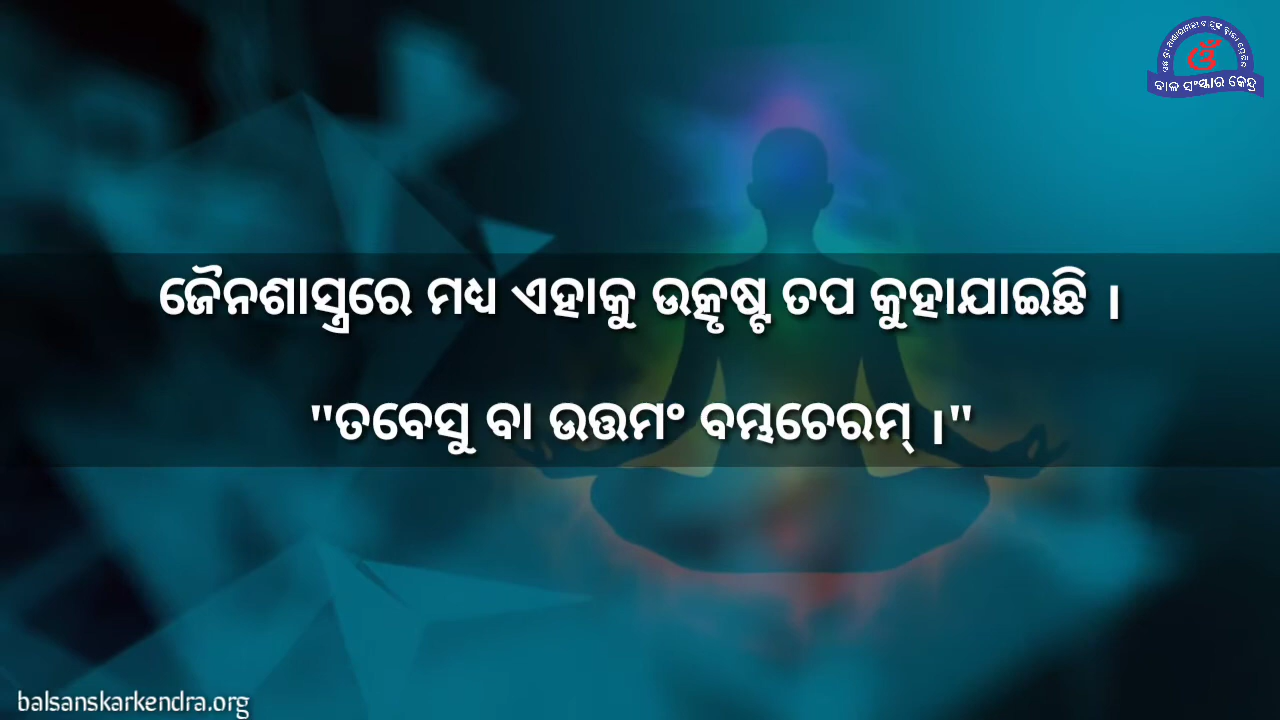 ବାଳ ସଂସ୍କାର କେନ୍ଦ୍ର
ଜୈନଶାସ୍ତ୍ରରେ ମଧ୍ୟ ଏହାକୁ ଉତ୍କୃଷ୍ଟ ତପ କୁହାଯାଇଛି ।
"ତବେସୁ ବା ଉତ୍ତମଂ ବମ୍ଭଚେରମ୍ ।"
balsanskarkendra.org